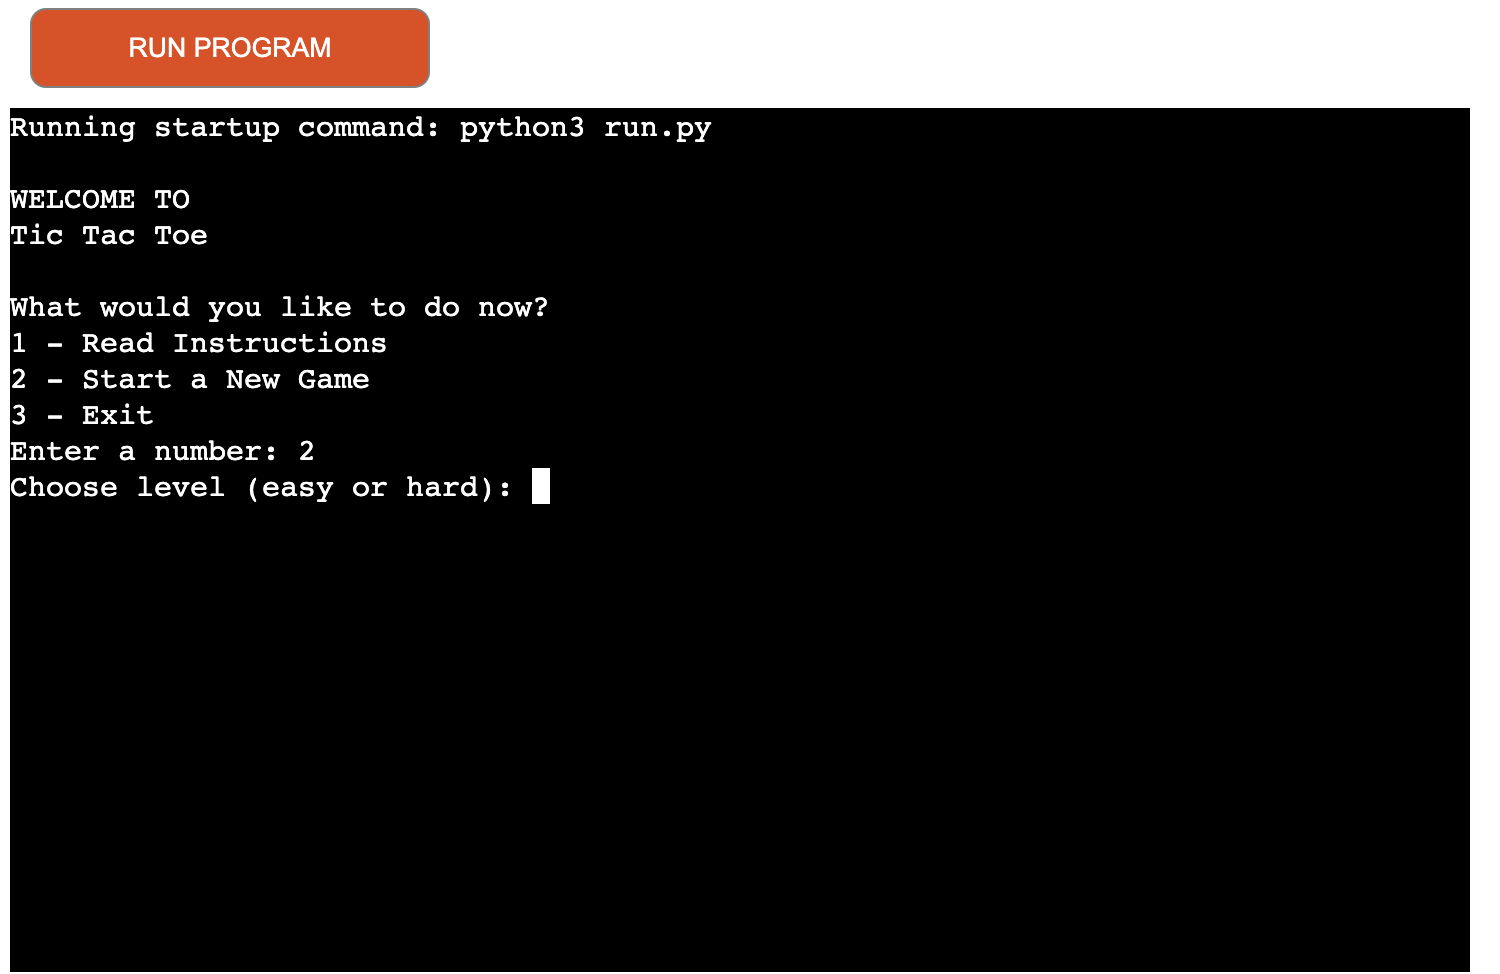 RUN PROGRAM
Running startup command: python3 run.py
WELCOME TO
Tic Tac Toe
What would you like to do now?
1 - Read Instructions
2 - Start a New Game
3 - Exit
Enter a number: 2
Choose level (easy or hard):